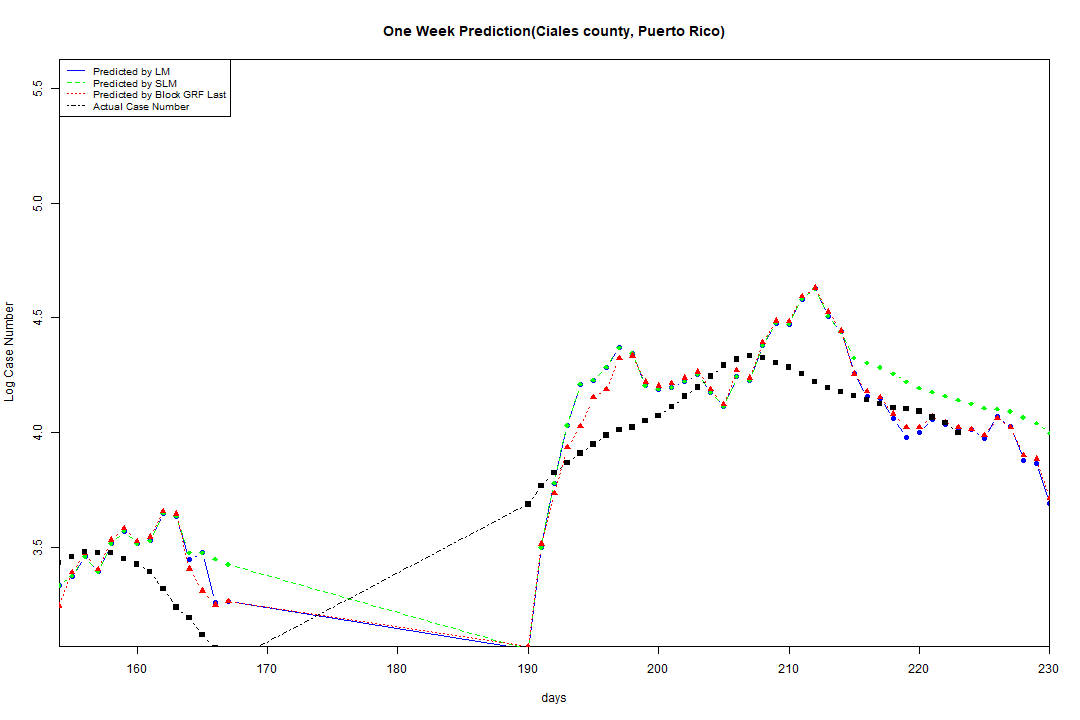 One Week Prediction(Ciales county, Puerto Rico)
Predicted by LM
Predicted by SLM
Predicted by Block GRF Last
Actual Case Number
5.5
5.0
4.5
4.0
3.5
Log Case Number
160 170 180 190 200 210 220 230
days